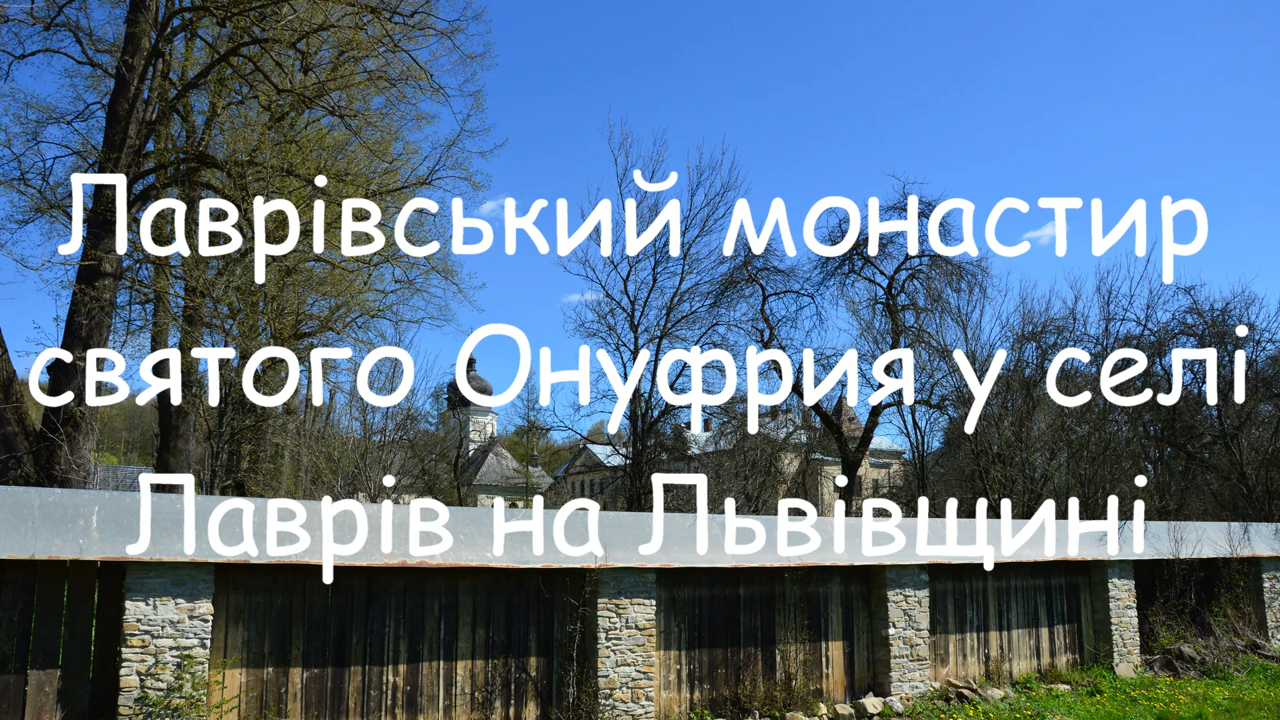 Лаврівський монастир
святого Онуфрия у селі
Лаврів на Львівщині